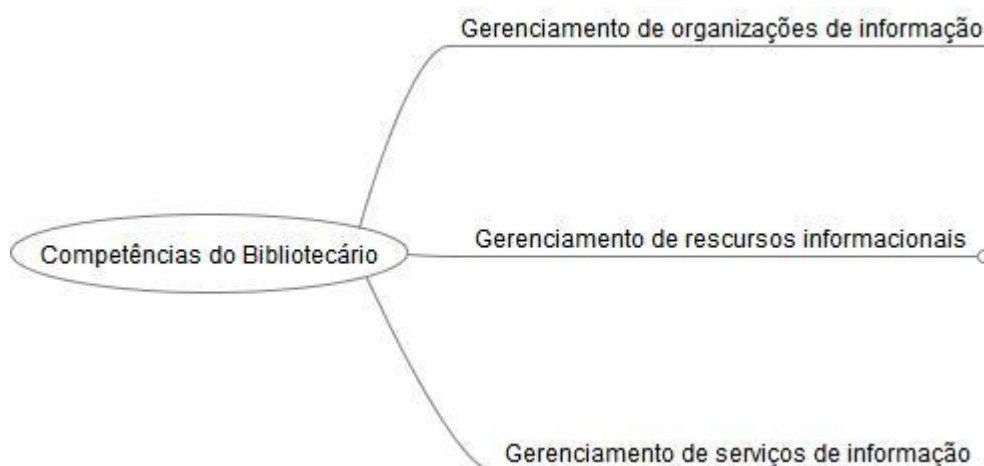 Gerenciamento de organizações de informação
Competências do Bibliotecário
Gerenciamento de rescursos informacionais
Gerenciamento de serviços de informação